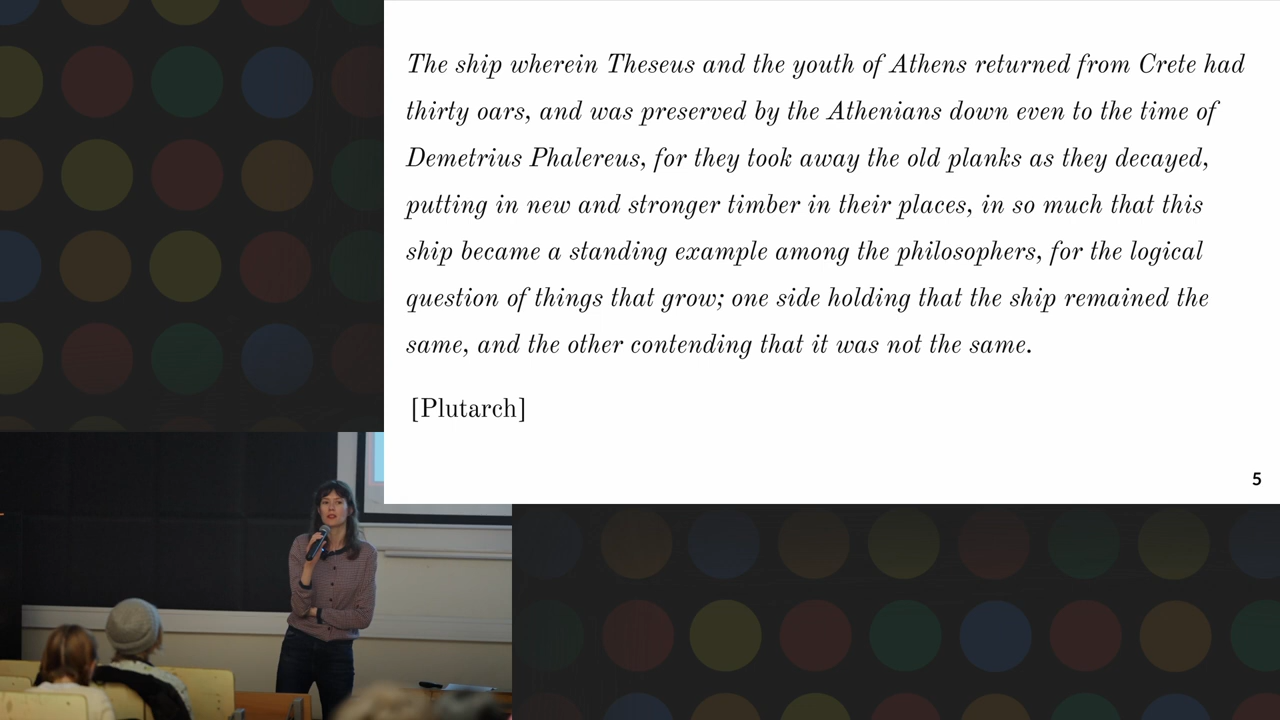 The ship wherein Theseus and the youth of Athens returned from Crete had
thirty oars, and was preserved by the Athenians down even to the time of
Demetrius Phalereus, for they took away the old planks as they decayed,
putting in new and stronger timber in their places, in so much that this
ship became a standing example among the philosophers, for the logical
question of things that grow; one side holding that the ship remained the
same, and the other contending that it was not the same.
[Plutarch]
5